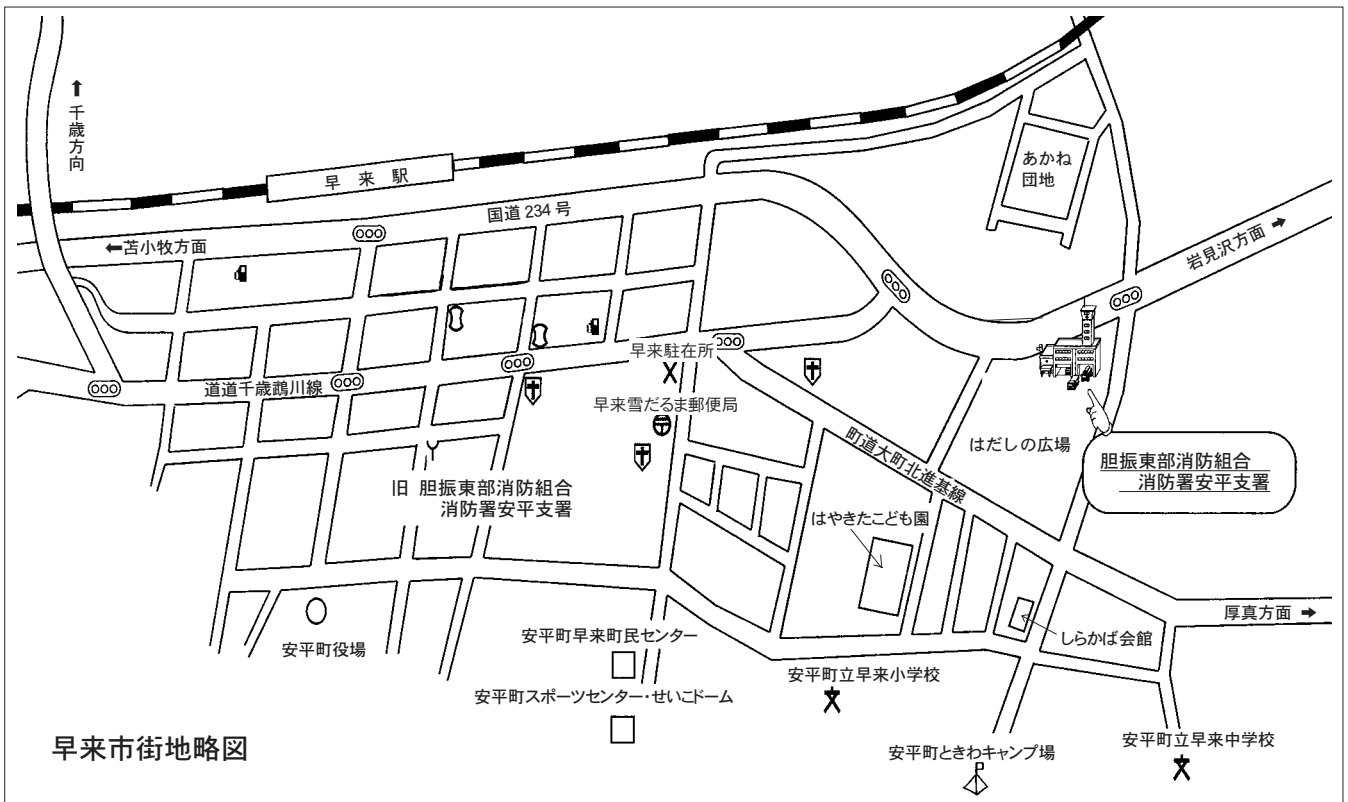 ↑千歳方向
早来駅
あかね
団地
国道234号
←苫小牧方面
岩見沢方面→
早来駐在所
道道千歳鵡川線
早来雪だるま郵便局
町道大町北進基線
はだしの広場
胆振東部消防組合
消防署安平支署
旧 胆振東部消防組合
消防署安平支署
はやきたこども園
厚真方面→
しらかば会館
安平町役場
安平町早来町民センター
安平町立早来小学校
安平町スポーツセンター・せいこドーム
安平町立早来中学校
安平町ときわキャンプ場
早来市街地略図